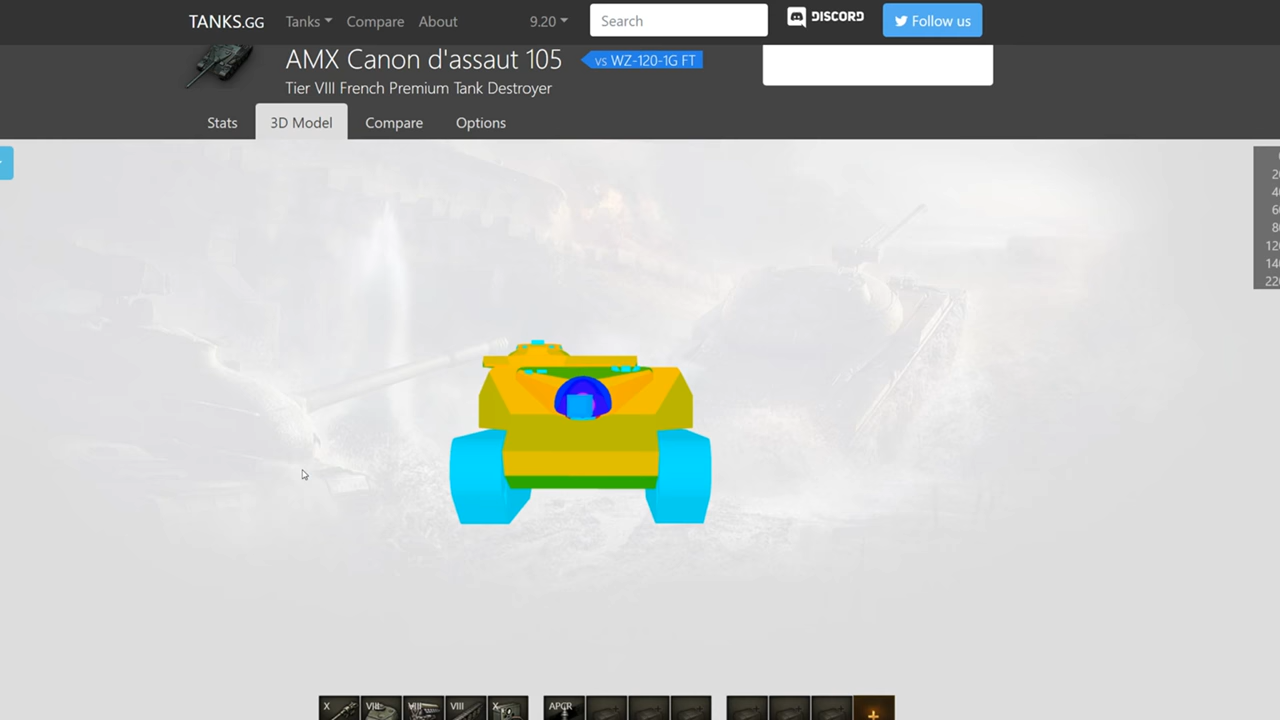 TANKS.GG Tanks Compare About 9.20 Search DISCORD Follow us
AMX Canon d'assaut 105 vs WZ-120-1G FT
Tier VIII French Premium Tank Destroyer
Stats 3D Model Compare Options
X VIII VIII VIII X APCR